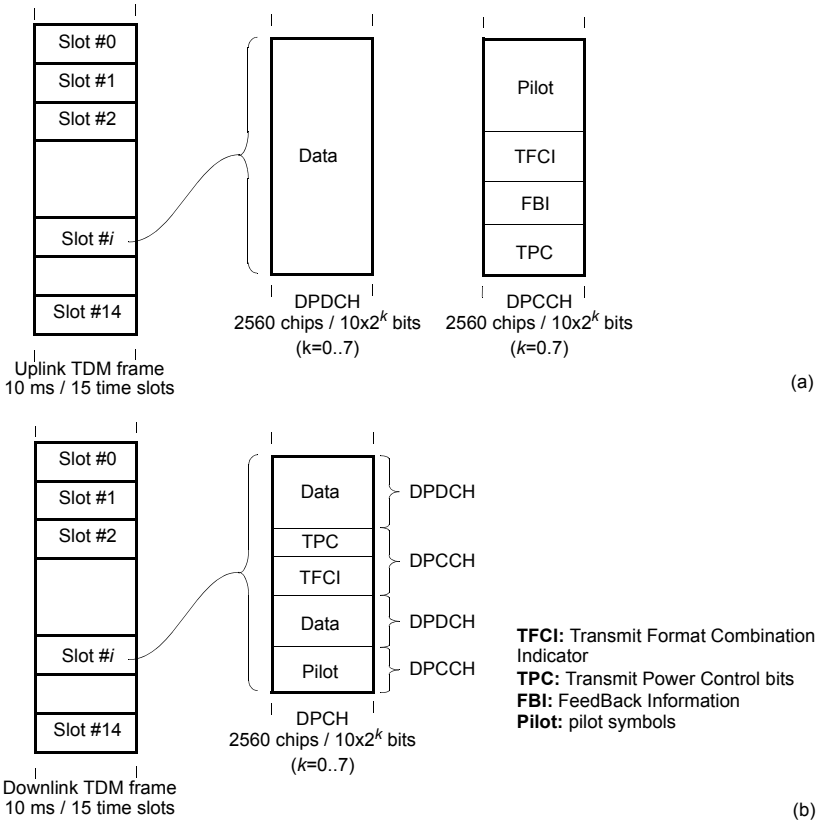 Slot #0
Slot #1
Slot #2
Slot #i
Slot #14
Uplink TDM frame
10 ms / 15 time slots
Data
DPDCH
2560 chips / 10x2^k bits
(k=0..7)
Pilot
TFCI
FBI
TPC
DPCCH
2560 chips / 10x2^k bits
(k=0.7)
(a)
Slot #0
Slot #1
Slot #2
Slot #i
Slot #14
Downlink TDM frame
10 ms / 15 time slots
Data
TPC
TFCI
Data
Pilot
DPCH
2560 chips / 10x2^k bits
(k=0..7)
DPDCH
DPCCH
DPDCH
DPCCH
TFCI: Transmit Format Combination
Indicator
TPC: Transmit Power Control bits
FBI: FeedBack Information
Pilot: pilot symbols
(b)